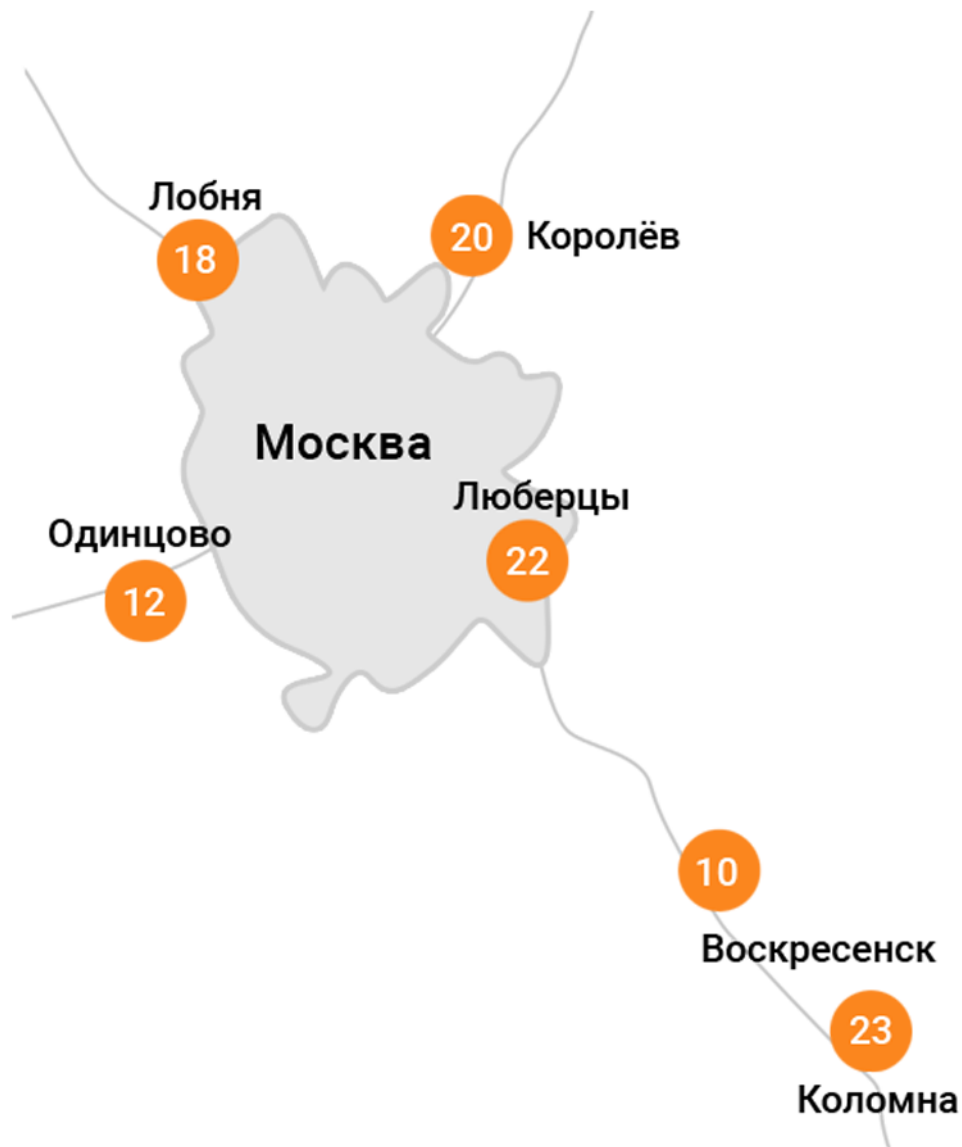 Лобня
18
20
Королёв
Москва
Люберцы
22
Одинцово
12
10
Воскресенск
23
Коломна